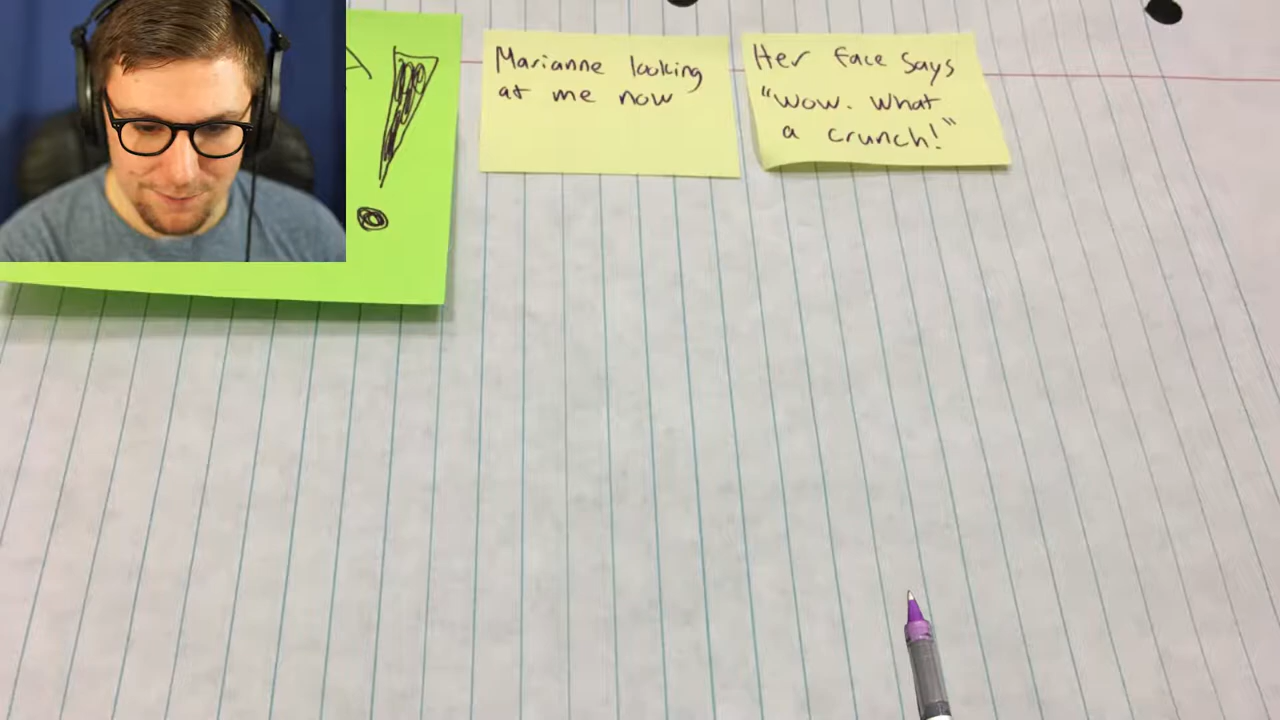 Marianne looking
at me now
Her face says
"Wow. What
a crunch!"